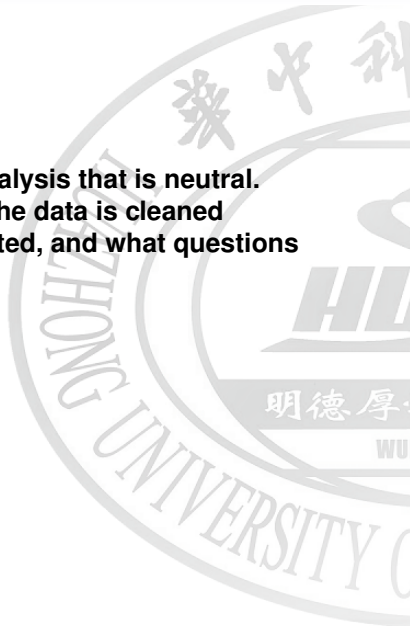 華中科
alysis that is neutral.
he data is cleaned
ted, and what questions
HU
明德厚
WU
ZHONG UNIVERSITY O